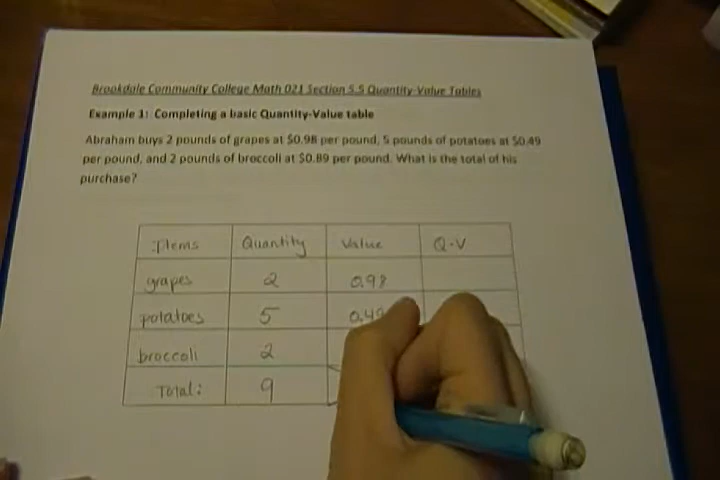 Brookdale Community College Math 021 Section 5.5 Quantity-Value Tables
Example 1: Completing a basic Quantity-Value table
Abraham buys 2 pounds of grapes at $0.98 per pound, 5 pounds of potatoes at $0.49
per pound, and 2 pounds of broccoli at $0.89 per pound. What is the total of his
purchase?
Items Quantity Value Q-V
grapes 2 0.98
potatoes 5 0.49
broccoli 2
Total: 9